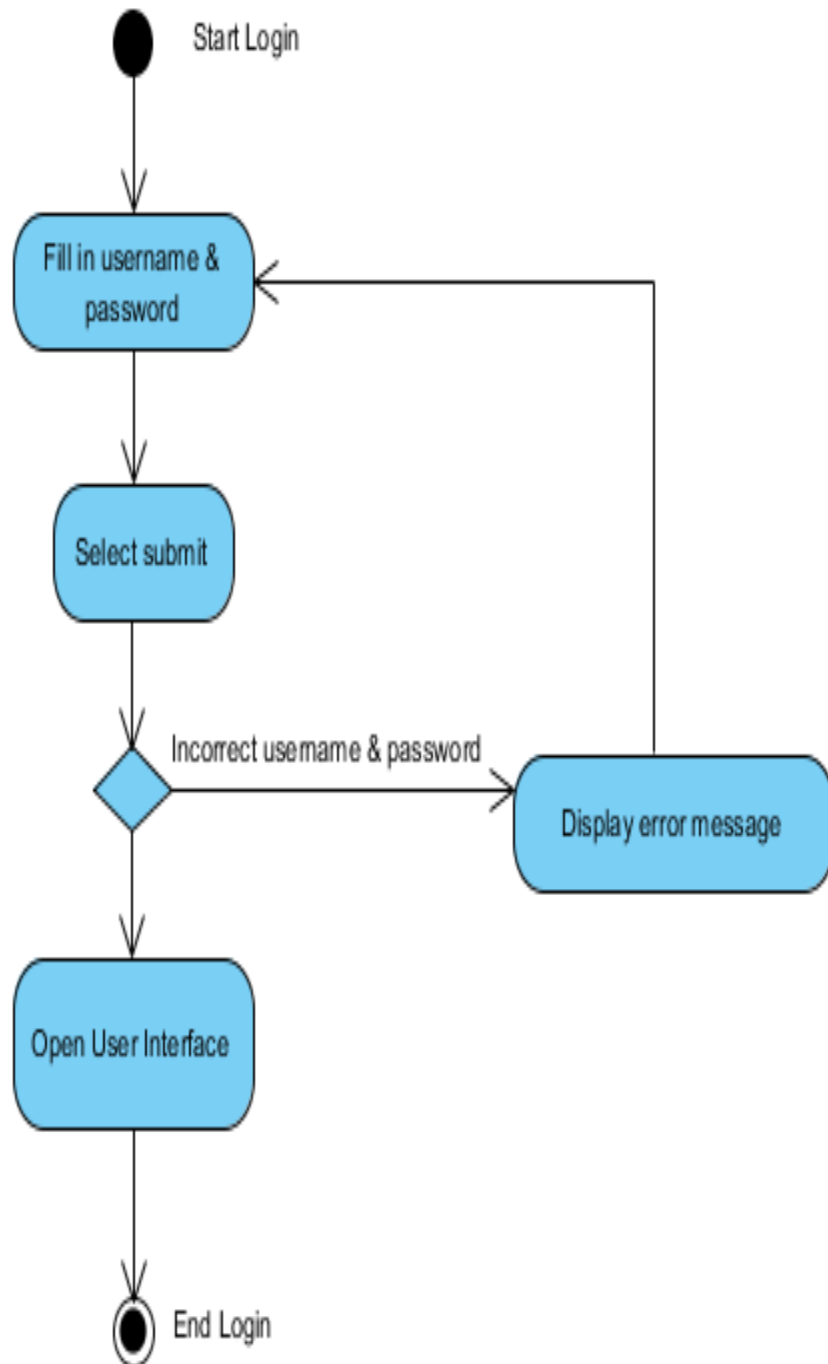 Start Login
Fill in username &
password
Select submit
Incorrect username & password
Display error message
Open User Interface
End Login